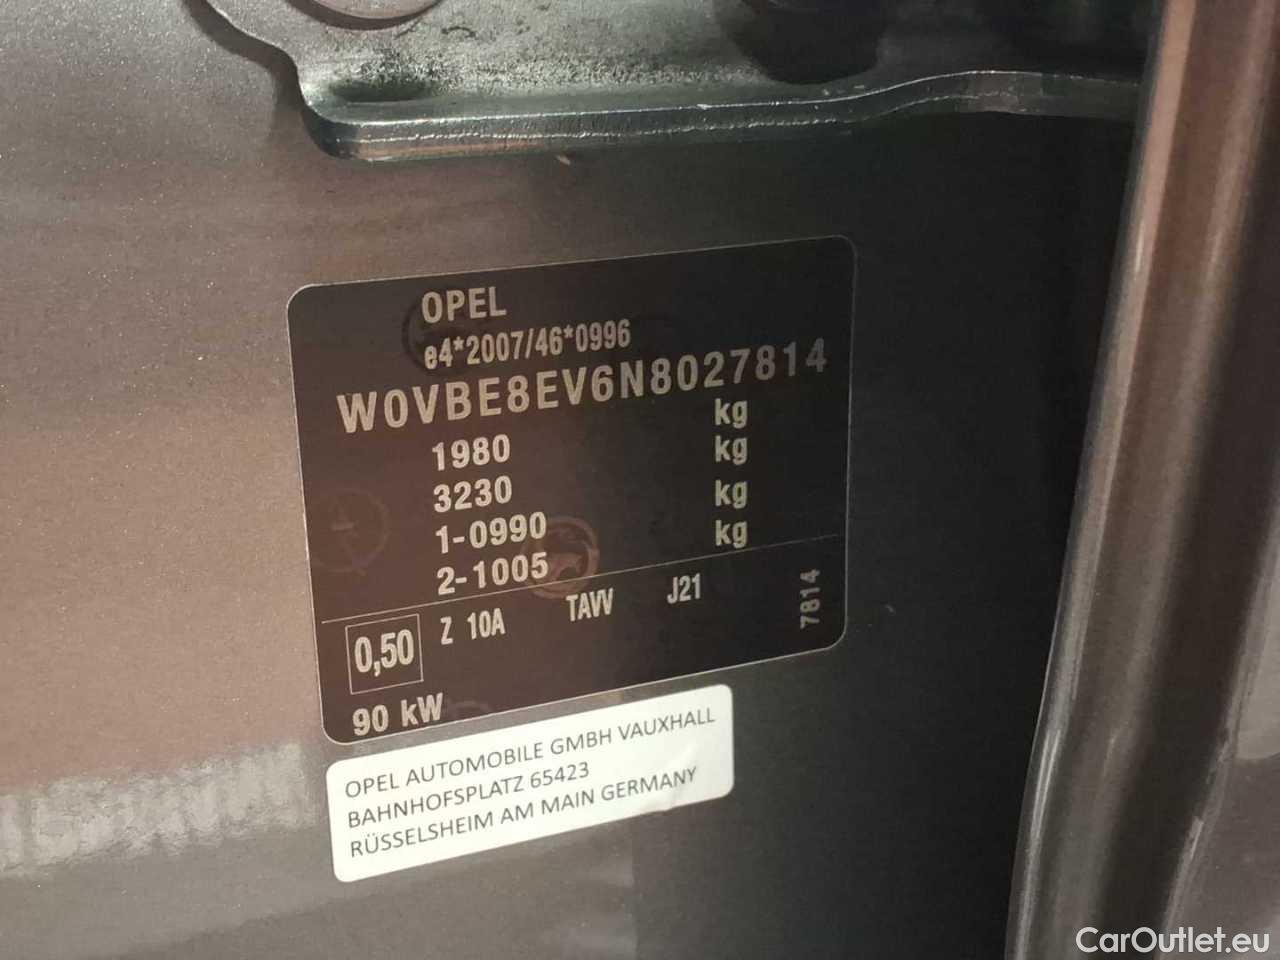 OPEL
e4*2007/46*0996
W0VBE8EV6N8027814
kg
1980 kg
3230 kg
1-0990 kg
2-1005
0,50 Z 10A TAVV J21 7814
90 kW
OPEL AUTOMOBILE GMBH VAUXHALL
BAHNHOFSPLATZ 65423
RÜSSELSHEIM AM MAIN GERMANY
CarOutlet.eu